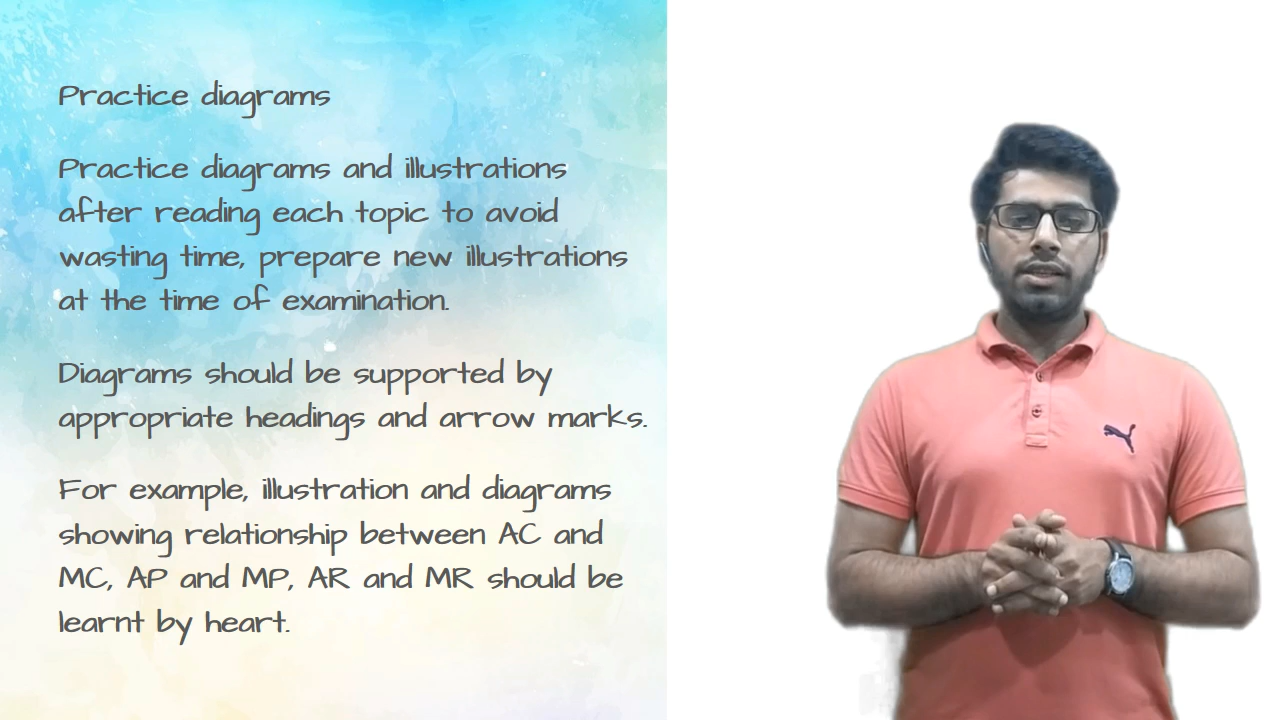 Practice diagrams
Practice diagrams and illustrations
after reading each topic to avoid
wasting time, prepare new illustrations
at the time of examination.
Diagrams should be supported by
appropriate headings and arrow marks.
For example, illustration and diagrams
showing relationship between AC and
MC, AP and MP, AR and MR should be
learnt by heart.